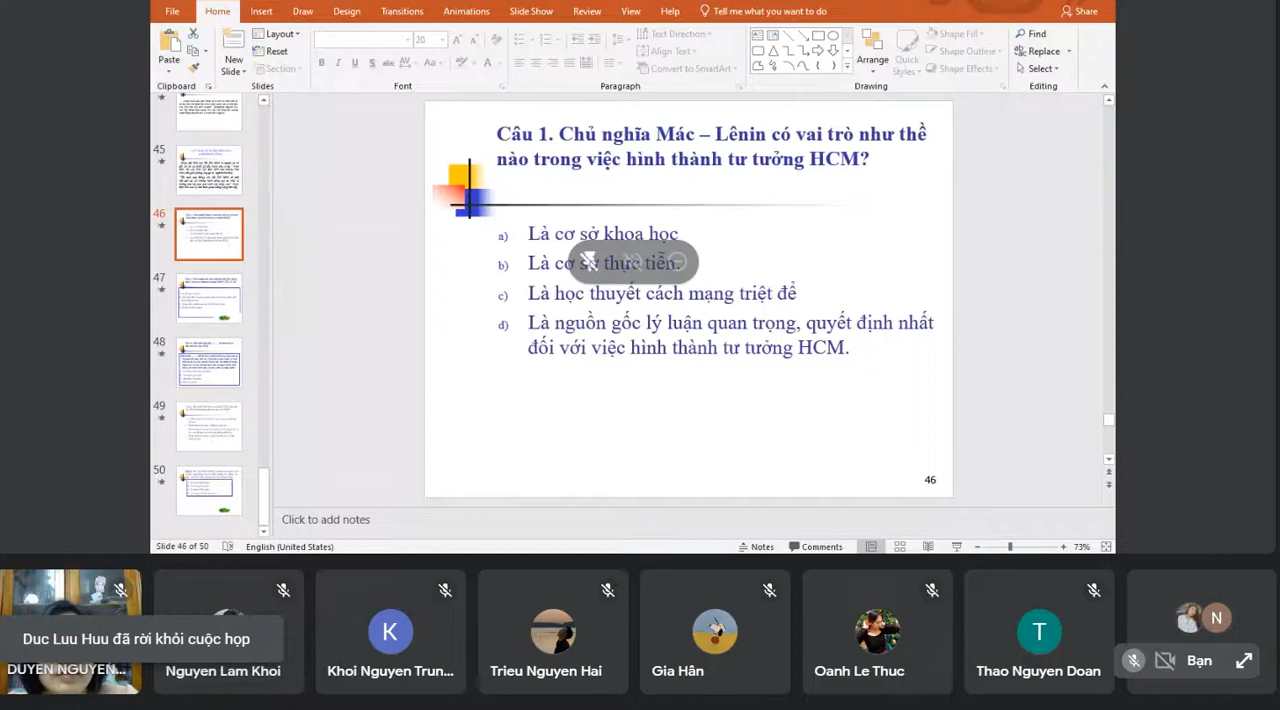 File Home Insert Draw Design Transitions Animations Slide Show Review View Help Tell me what you want to do Share
Paste
Clipboard
New
Slide
Layout
Reset
Section
Slides
20
Font
Text Direction
Align Text
Convert to SmartArt
Paragraph
Arrange
Quick
Styles
Shape Fill
Shape Outline
Shape Effects
Drawing
Find
Replace
Select
Editing
45
46
47
48
49
50
Câu 1. Chủ nghĩa Mác – Lênin có vai trò như thế
nào trong việc hình thành tư tưởng HCM?
a) Là cơ sở khoa học
b) Là cơ sở thực tiễn.
c) Là học thuyết cách mạng triệt để
d) Là nguồn gốc lý luận quan trọng, quyết định nhất
đối với việc hình thành tư tưởng HCM.
46
Click to add notes
Slide 46 of 50 English (United States) Notes Comments 73%
Duc Luu Huu đã rời khỏi cuộc họp
DUYEN NGUYEN...
Nguyen Lam Khoi
K
Khoi Nguyen Trun...
Trieu Nguyen Hai
Gia Hân
Oanh Le Thuc
T
Thao Nguyen Doan
N
Bạn